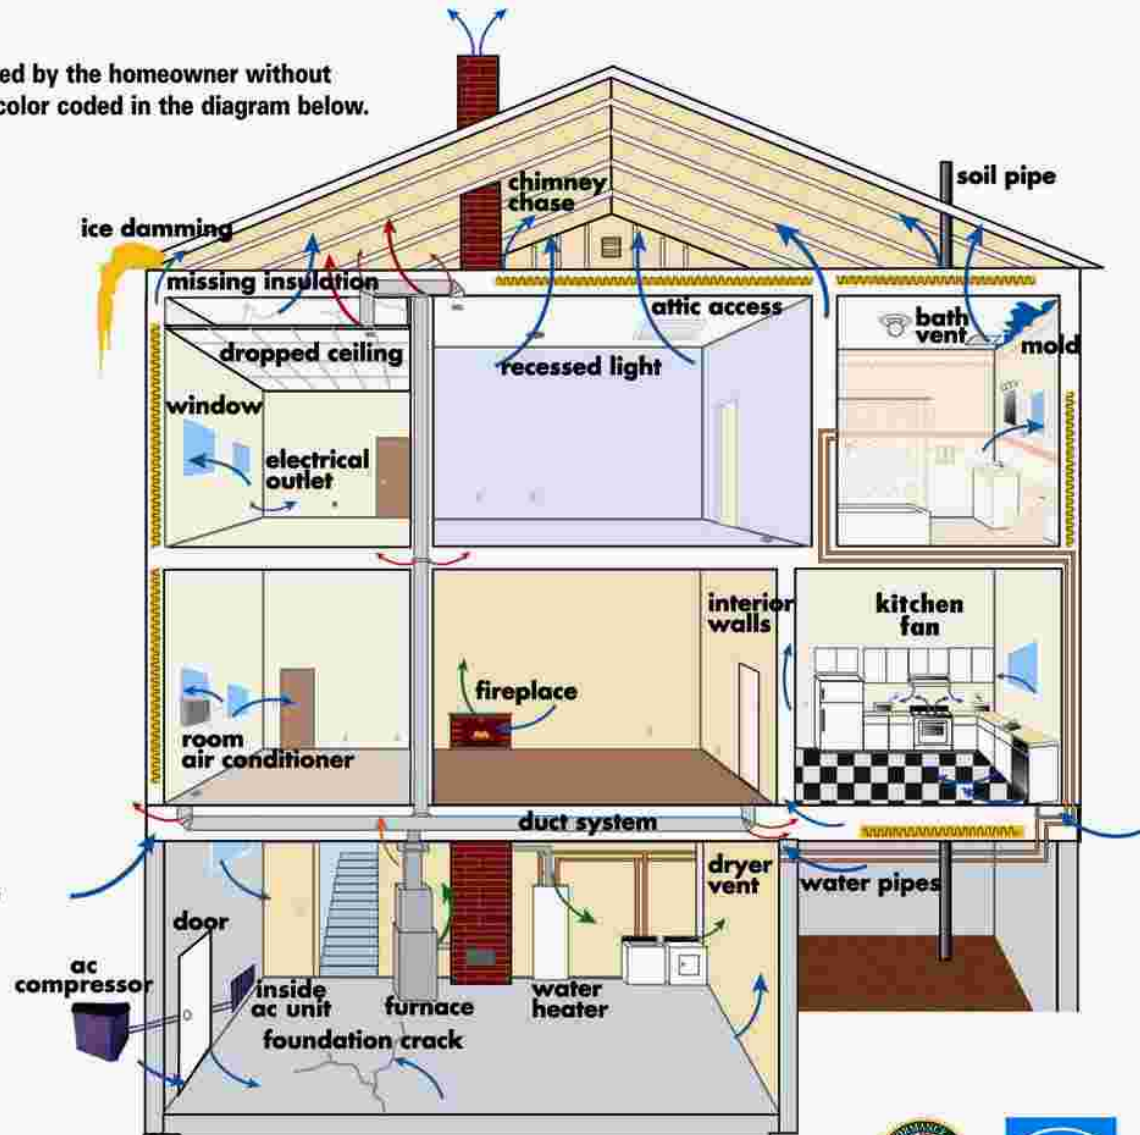 ed by the homeowner without
color coded in the diagram below.
soil pipe
chimney
chase
ice damming
missing insulation
attic access
bath
vent
mold
dropped ceiling
recessed light
window
electrical
outlet
interior
walls
kitchen
fan
fireplace
room
air conditioner
duct system
dryer
vent
water pipes
door
ac
compressor
inside
ac unit
furnace
water
heater
foundation crack